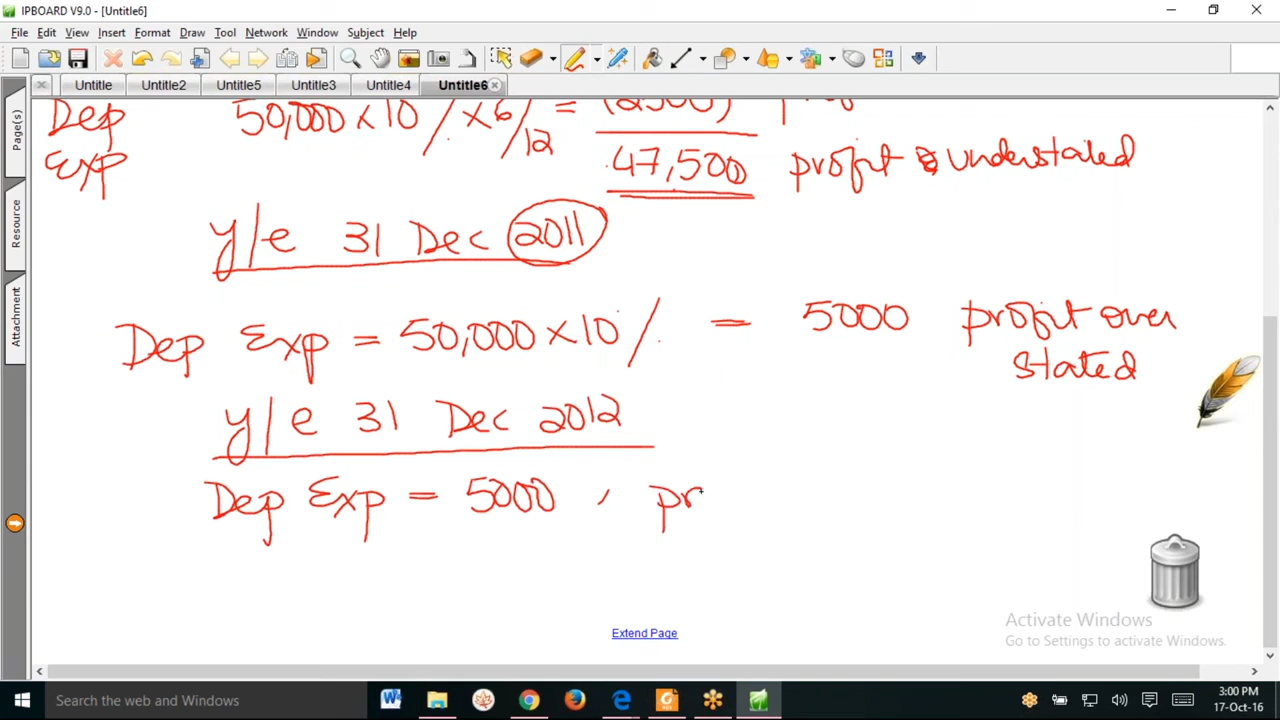 IPBOARD V9.0 - [Untitle6]
File Edit View Insert Format Draw Tool Network Window Subject Help
Untitle Untitle2 Untitle5 Untitle3 Untitle4 Untitle6
Page(s)
Resource
Attachment
Dep 50,000 x 10 / x 6/12 = (2500)
Exp 47,500 profit understated
y/e 31 Dec 2011
Dep Exp = 50,000 x 10 / = 5000 profit over
stated
y/e 31 Dec 2012
Dep Exp = 5000 , pr
Extend Page
Activate Windows
Go to Settings to activate Windows.
Search the web and Windows
3:00 PM
17-Oct-16